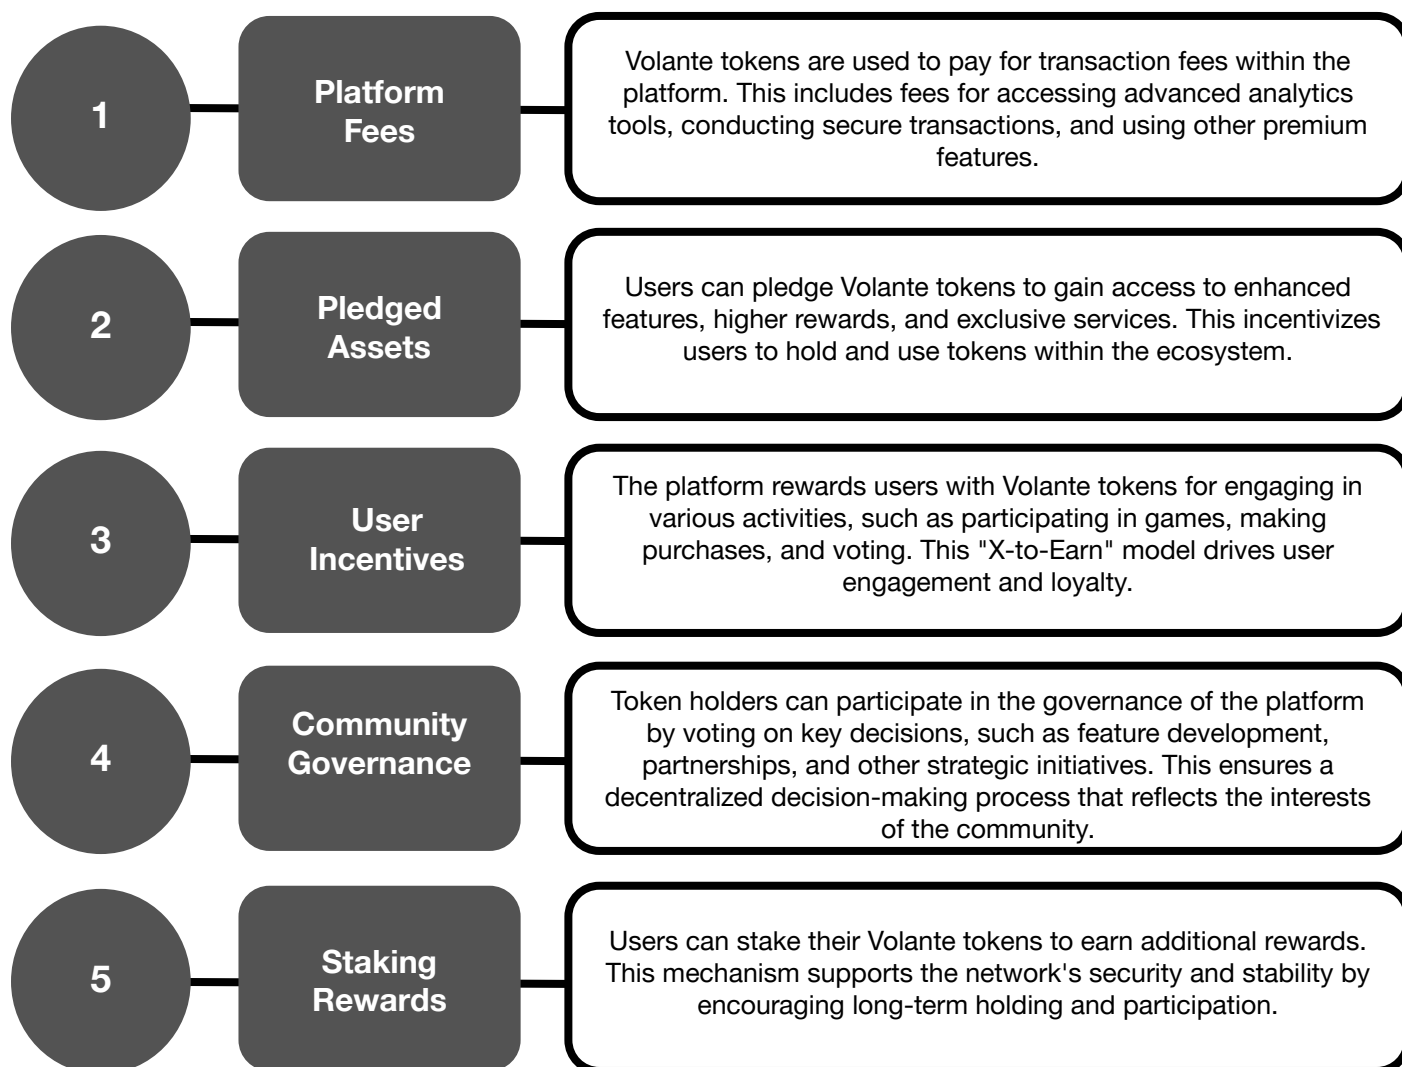 1
Platform
Fees
Volante tokens are used to pay for transaction fees within the
platform. This includes fees for accessing advanced analytics
tools, conducting secure transactions, and using other premium
features.
2
Pledged
Assets
Users can pledge Volante tokens to gain access to enhanced
features, higher rewards, and exclusive services. This incentivizes
users to hold and use tokens within the ecosystem.
3
User
Incentives
The platform rewards users with Volante tokens for engaging in
various activities, such as participating in games, making
purchases, and voting. This "X-to-Earn" model drives user
engagement and loyalty.
4
Community
Governance
Token holders can participate in the governance of the platform
by voting on key decisions, such as feature development,
partnerships, and other strategic initiatives. This ensures a
decentralized decision-making process that reflects the interests
of the community.
5
Staking
Rewards
Users can stake their Volante tokens to earn additional rewards.
This mechanism supports the network's security and stability by
encouraging long-term holding and participation.